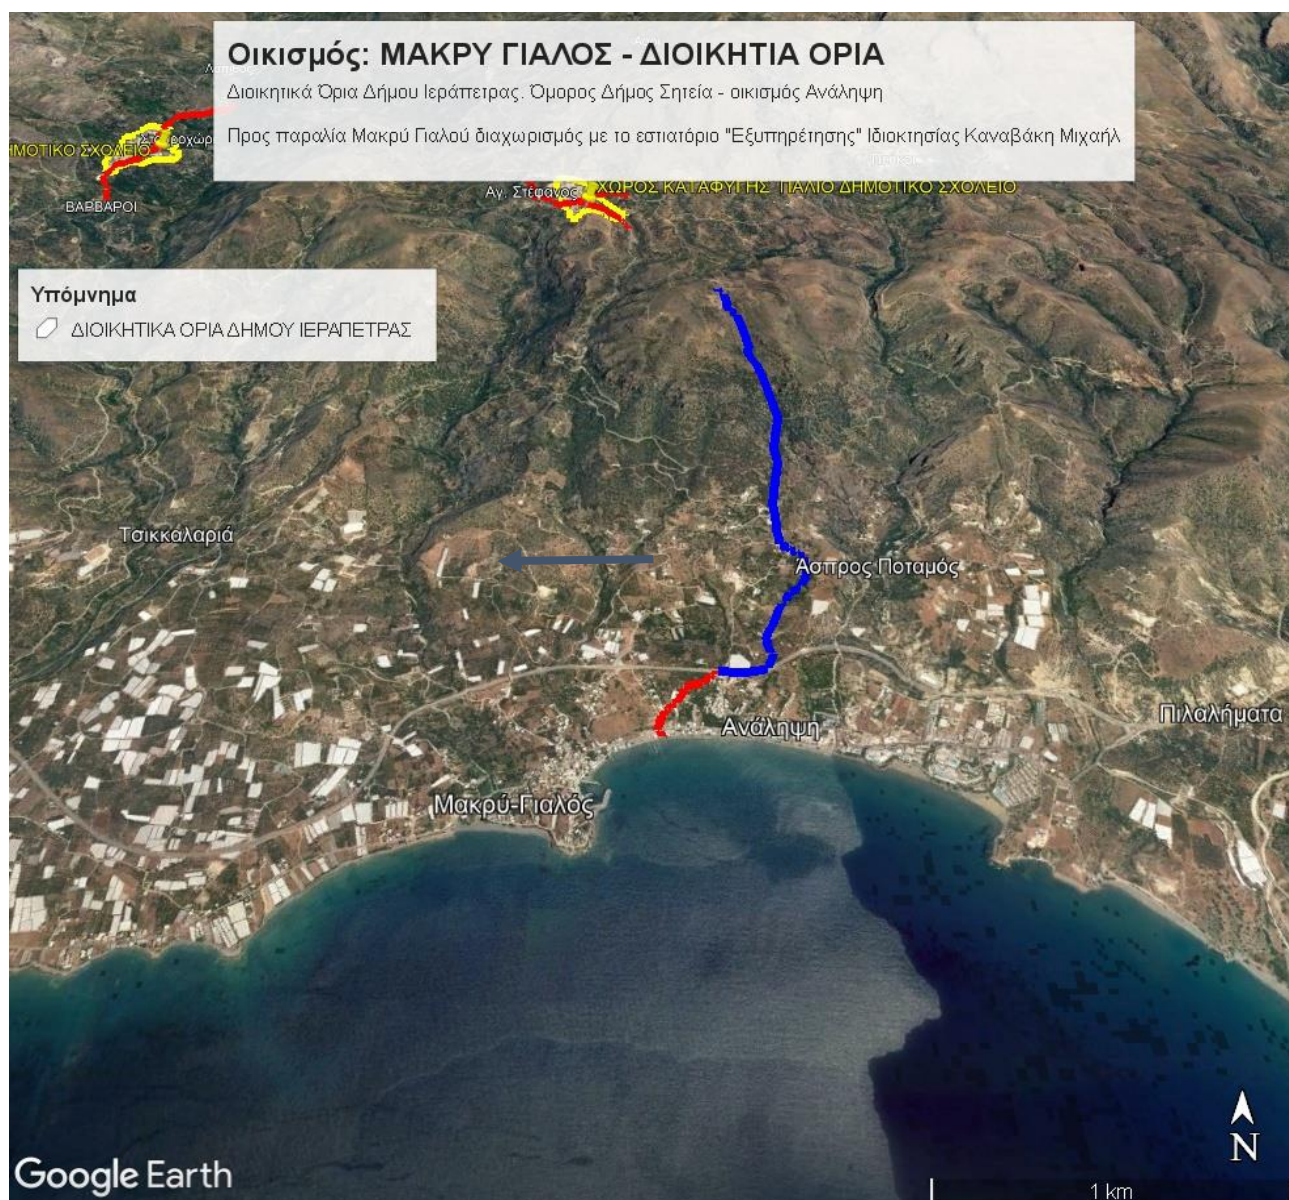 Οικισμός: ΜΑΚΡΥ ΓΙΑΛΟΣ - ΔΙΟΙΚΗΤΙΑ ΟΡΙΑ
Διοικητικά Όρια Δήμου Ιεράπετρας. Όμορος Δήμος Σητεία - οικισμός Ανάληψη
Προς παραλία Μακρύ Γιαλού διαχωρισμός με το εστιατόριο "Εξυπηρέτησης" Ιδιοκτησίας Καναβάκη Μιχαήλ
ΗΜΟΤΙΚΟ ΣΧΟΛΕΙΟ
ΒΑΡΒΑΡΟΙ
Αγ. Στέφανος
ΧΩΡΟΣ ΚΑΤΑΦΥΓΗΣ ΠΑΛΙΟ ΔΗΜΟΤΙΚΟ ΣΧΟΛΕΙΟ
Υπόμνημα
ΔΙΟΙΚΗΤΙΚΑ ΟΡΙΑ ΔΗΜΟΥ ΙΕΡΑΠΕΤΡΑΣ
Τσικκαλαριά
Άσπρος Ποταμός
Πιλαλήματα
Ανάληψη
Μακρύ-Γιαλός
N
Google Earth
1 km